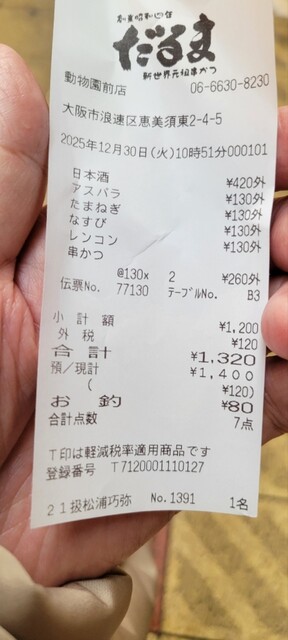 創業昭和四年
だるま
新世界元祖串かつ
動物園前店 06-6630-8230
大阪市浪速区恵美須東2-4-5
2025年12月30日(火)10時51分000101
日本酒 ¥420外
アスパラ ¥130外
たまねぎ ¥130外
なすび ¥130外
レンコン ¥130外
串かつ
@130x 2 ¥260外
伝票No. 77130 テーブルNo. B3
小計額 ¥1,200
外税 ¥120
合計 ¥1,320
預/現計 ¥1,400
( ¥120)
お釣 ¥80
合計点数 7点
T印は軽減税率適用商品です
登録番号 T7120001110127
21扱松浦巧弥 No.1391 1名